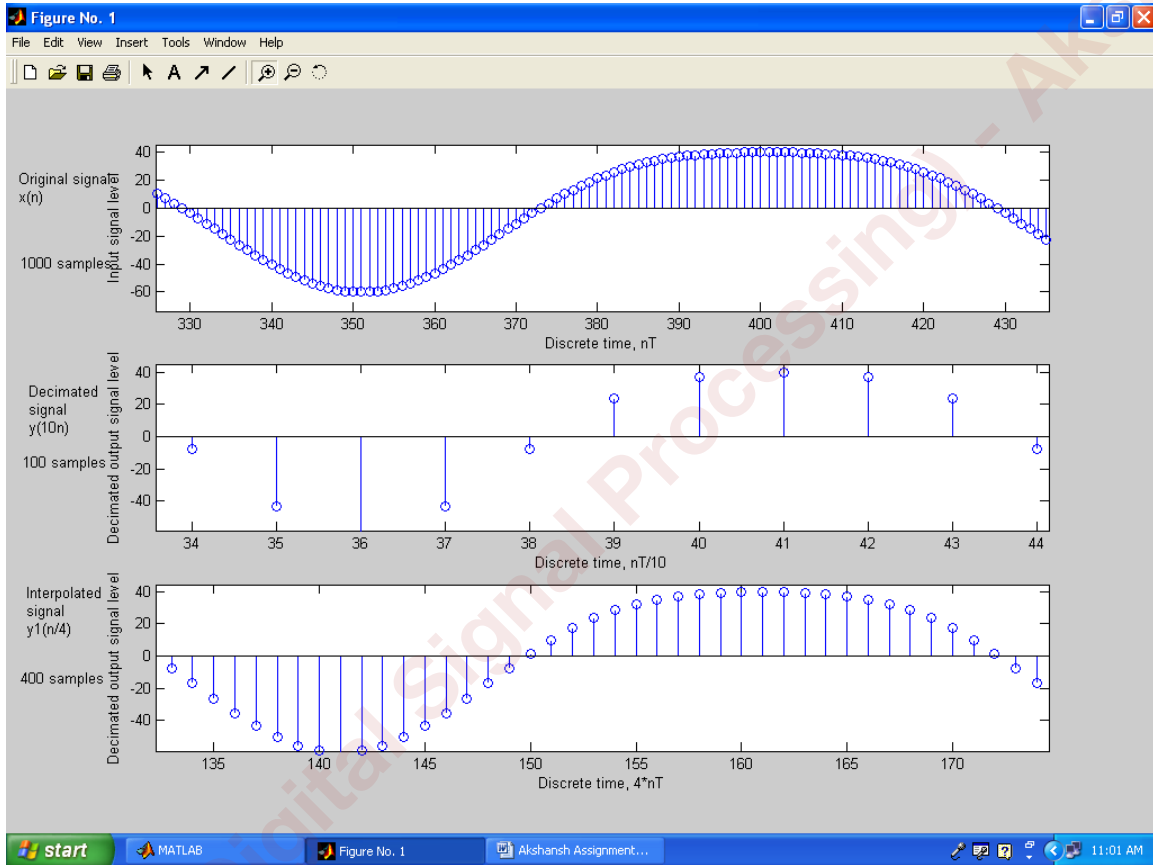 Figure No. 1
File Edit View Insert Tools Window Help
Original signal
x(n)
1000 samples
Input signal level
40
20
0
-20
-40
-60
330 340 350 360 370 380 390 400 410 420 430
Discrete time, nT
Decimated
signal
y(10n)
100 samples
Decimated output signal level
40
20
0
-20
-40
34 35 36 37 38 39 40 41 42 43 44
Discrete time, nT/10
Interpolated
signal
y1(n/4)
400 samples
Decimated output signal level
40
20
0
-20
-40
135 140 145 150 155 160 165 170
Discrete time, 4*nT
Digital Signal Processing) - Aks
start MATLAB Figure No. 1 Akshansh Assignment... 11:01 AM